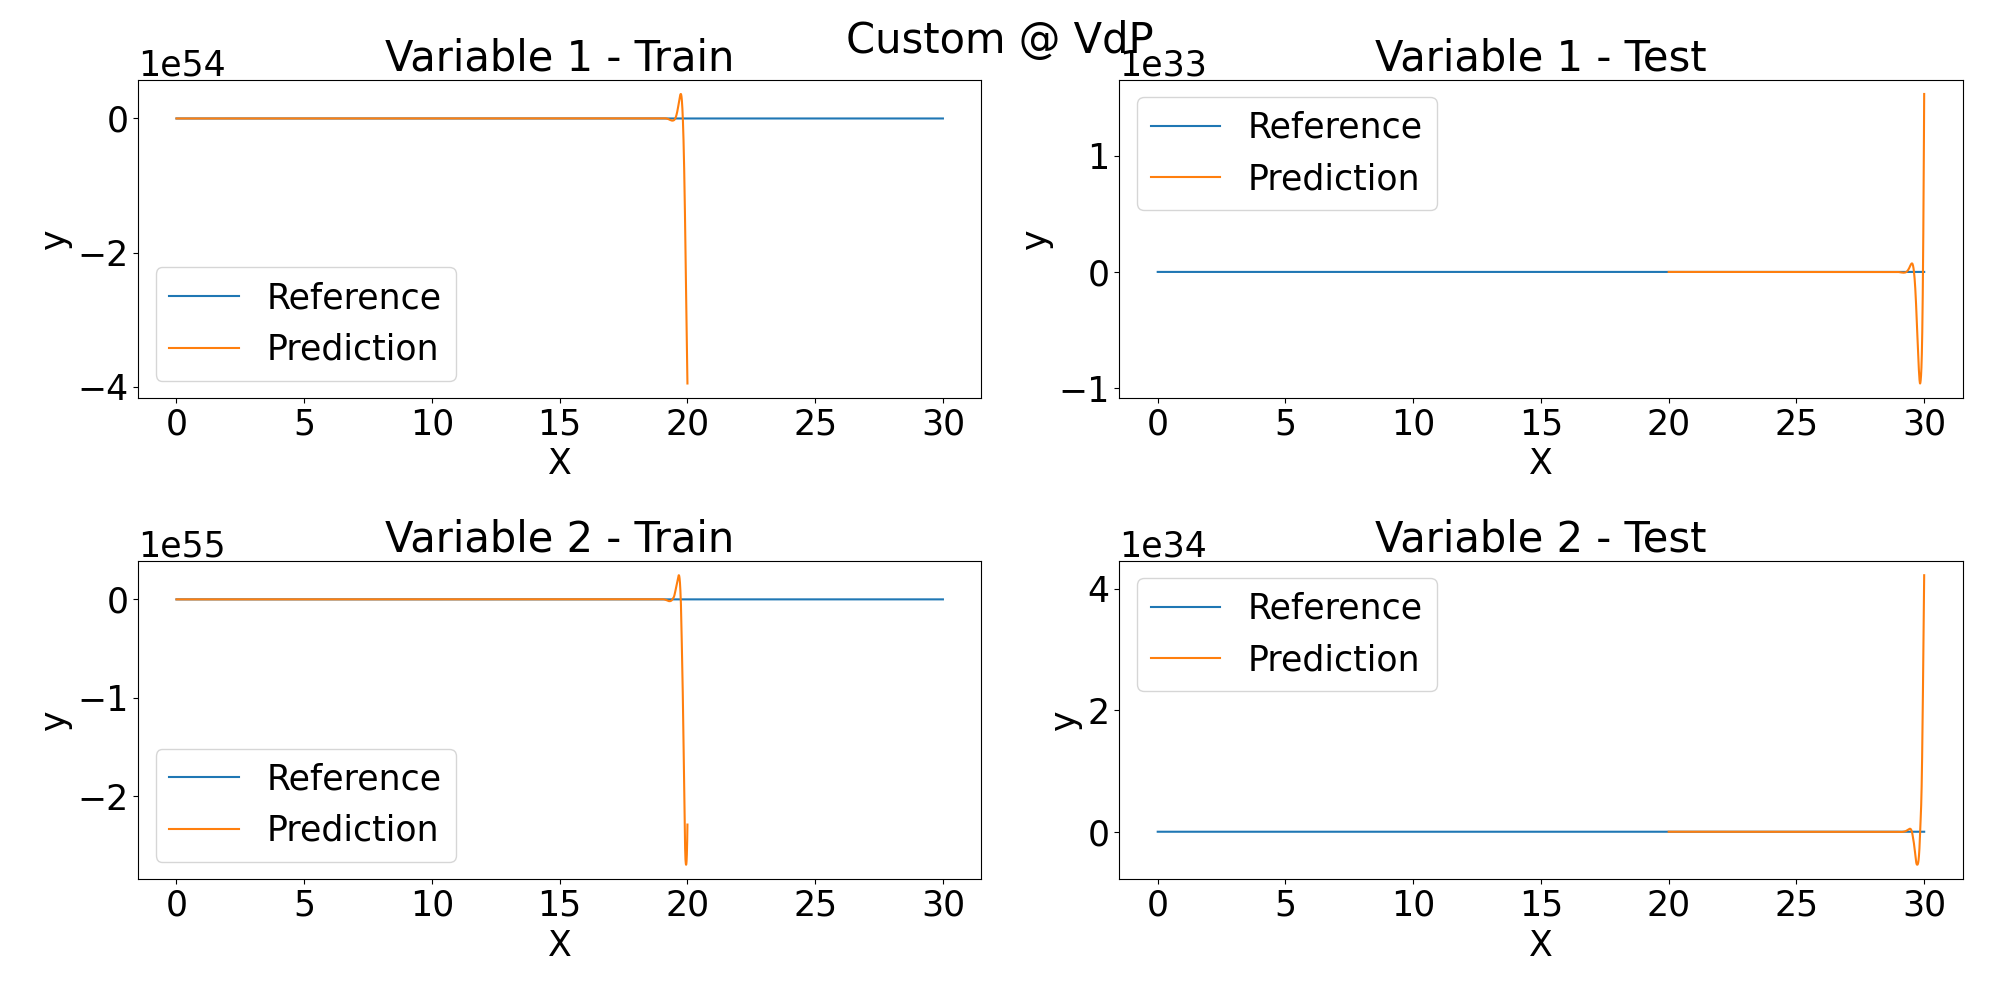 Custom @ VdP
Variable 1 - Train
1e54
0
−2
−4
y
Reference
Prediction
0 5 10 15 20 25 30
X
Variable 1 - Test
1e33
1
0
−1
y
Reference
Prediction
0 5 10 15 20 25 30
X
Variable 2 - Train
1e55
0
−1
−2
y
Reference
Prediction
0 5 10 15 20 25 30
X
Variable 2 - Test
1e34
4
2
0
y
Reference
Prediction
0 5 10 15 20 25 30
X